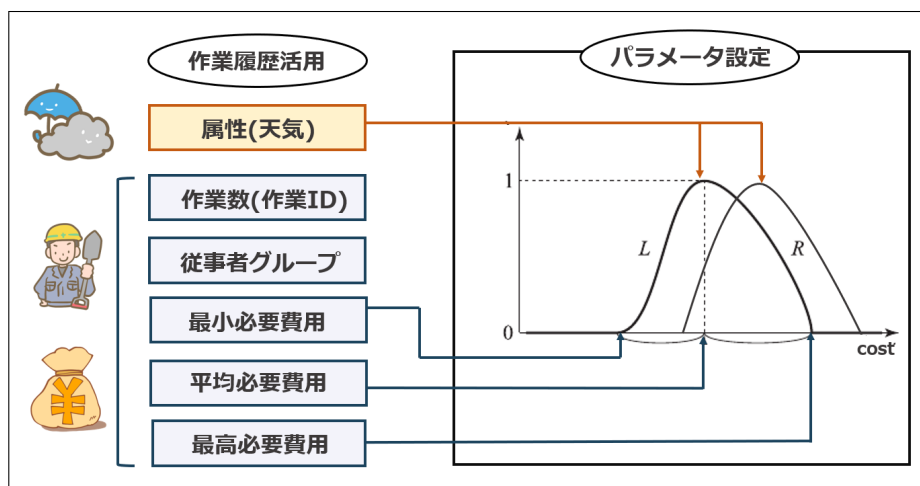 作業履歴活用
パラメータ設定
属性(天気)
作業数(作業ID)
従事者グループ
最小必要費用
平均必要費用
最高必要費用
1
L
R
0
cost
¥